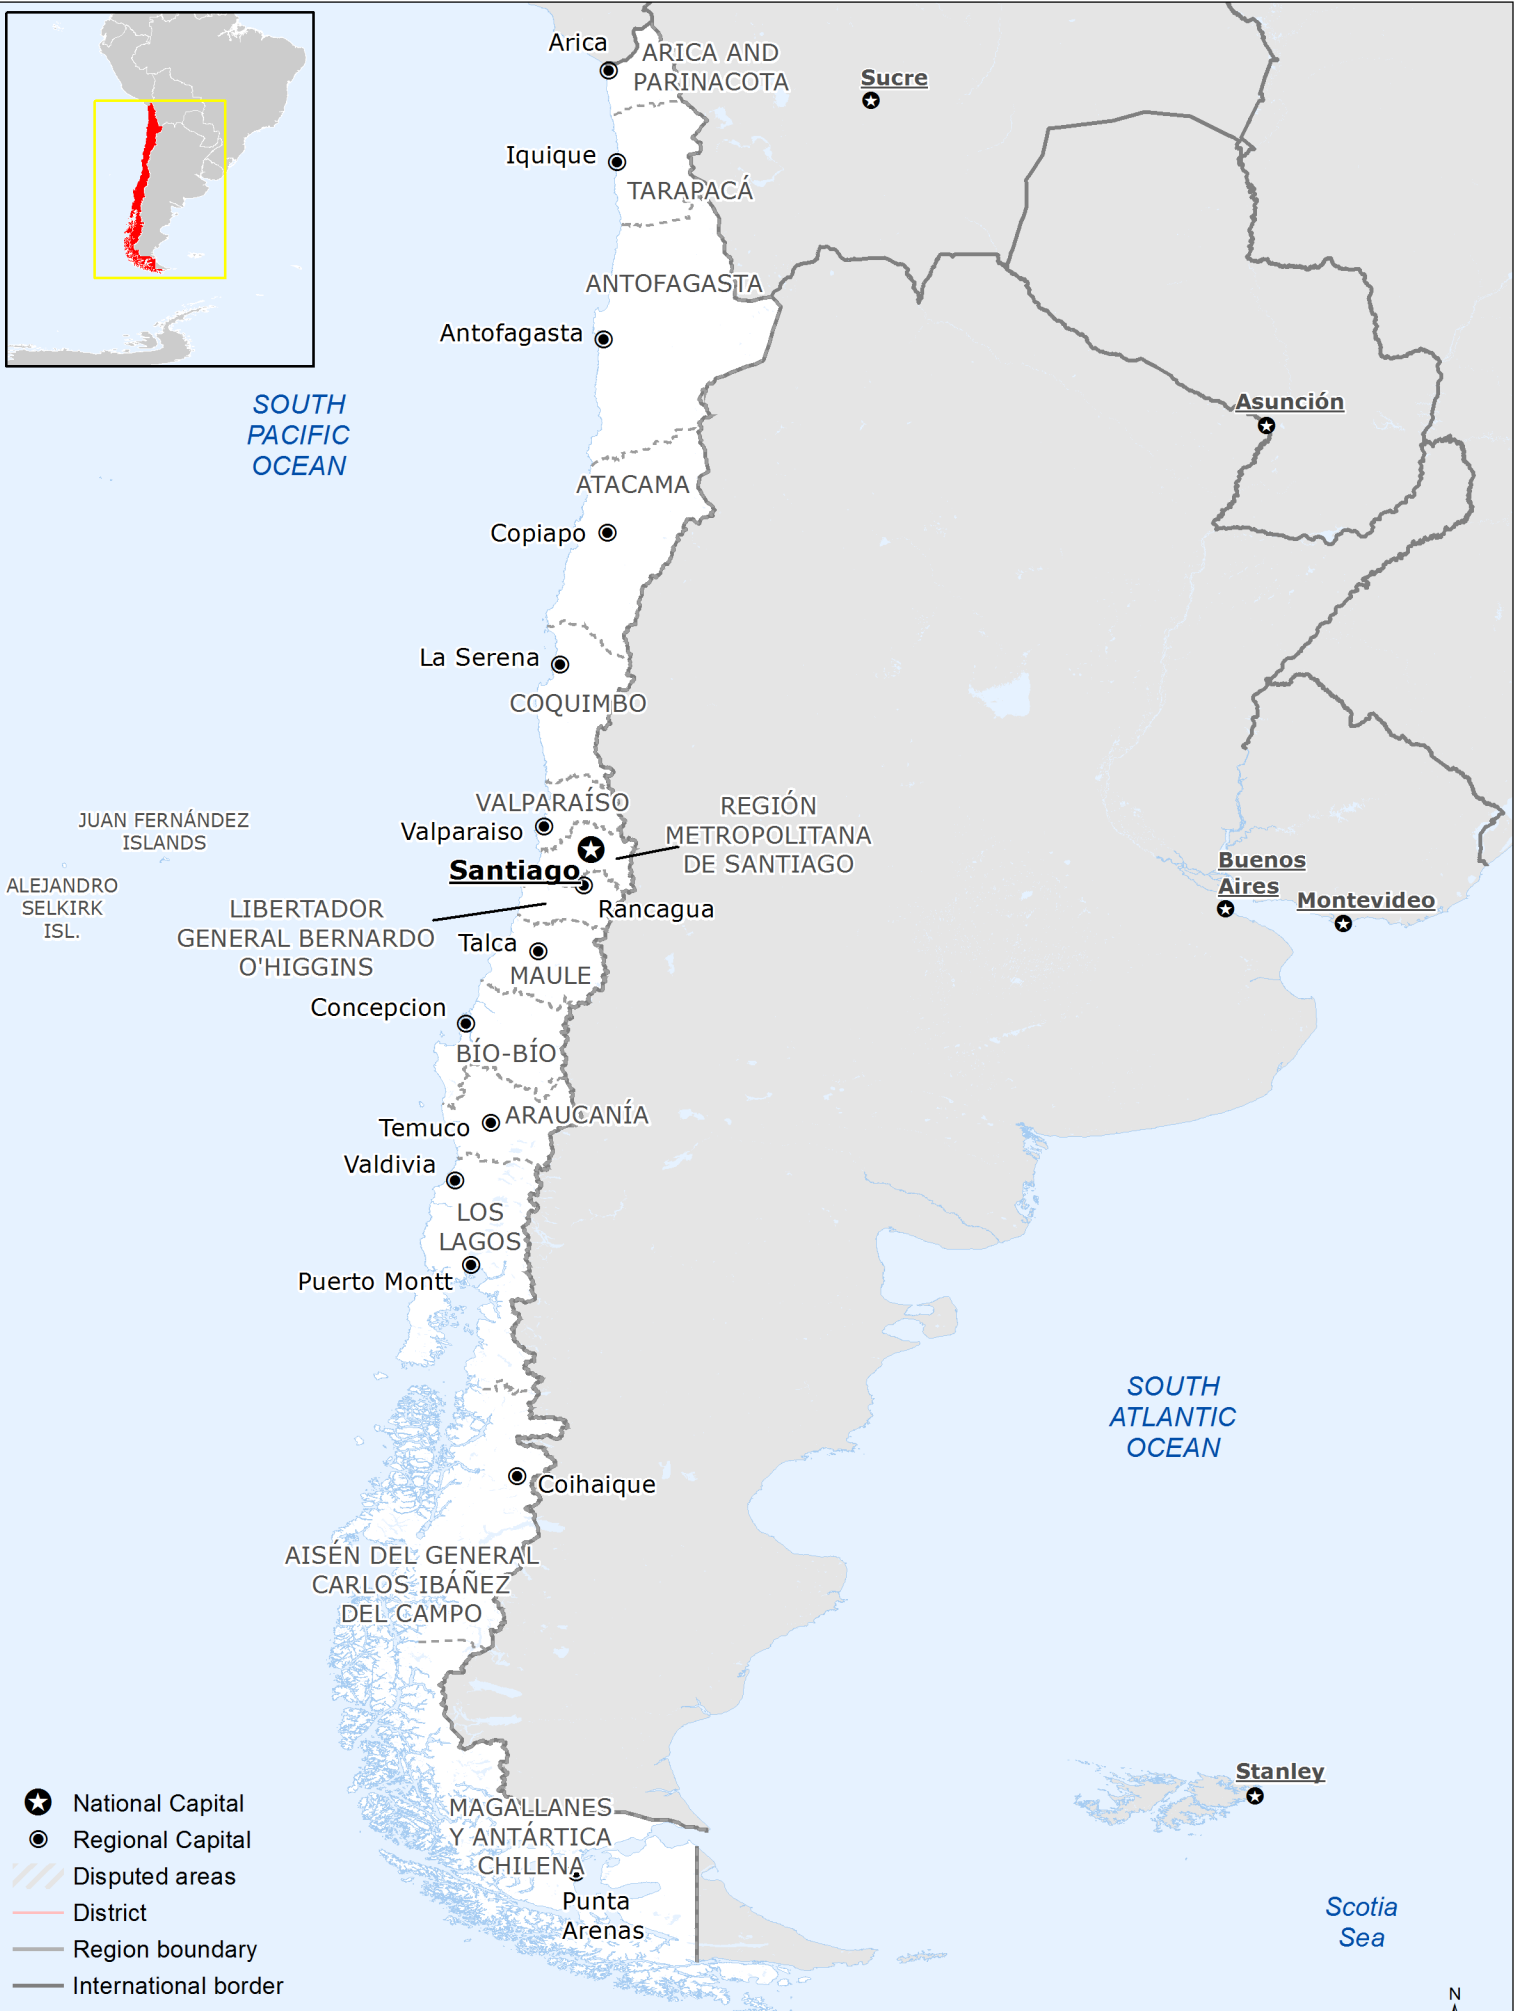 Arica
ARICA AND
PARINACOTA
Sucre
Iquique
TARAPACÁ
ANTOFAGASTA
Antofagasta
SOUTH
PACIFIC
OCEAN
Asunción
ATACAMA
Copiapo
La Serena
COQUIMBO
VALPARAÍSO
Valparaiso
REGIÓN
METROPOLITANA
DE SANTIAGO
JUAN FERNÁNDEZ
ISLANDS
Santiago
ALEJANDRO
SELKIRK
ISL.
Buenos
Aires
Montevideo
LIBERTADOR
GENERAL BERNARDO
O'HIGGINS
Rancagua
Talca
MAULE
Concepcion
BÍO-BÍO
ARAUCANÍA
Temuco
Valdivia
LOS
LAGOS
Puerto Montt
SOUTH
ATLANTIC
OCEAN
Coihaique
AISÉN DEL GENERAL
CARLOS IBÁÑEZ
DEL CAMPO
Stanley
MAGALLANES
Y ANTÁRTICA
CHILENA
Punta
Arenas
Scotia
Sea
National Capital
Regional Capital
Disputed areas
District
Region boundary
International border
N